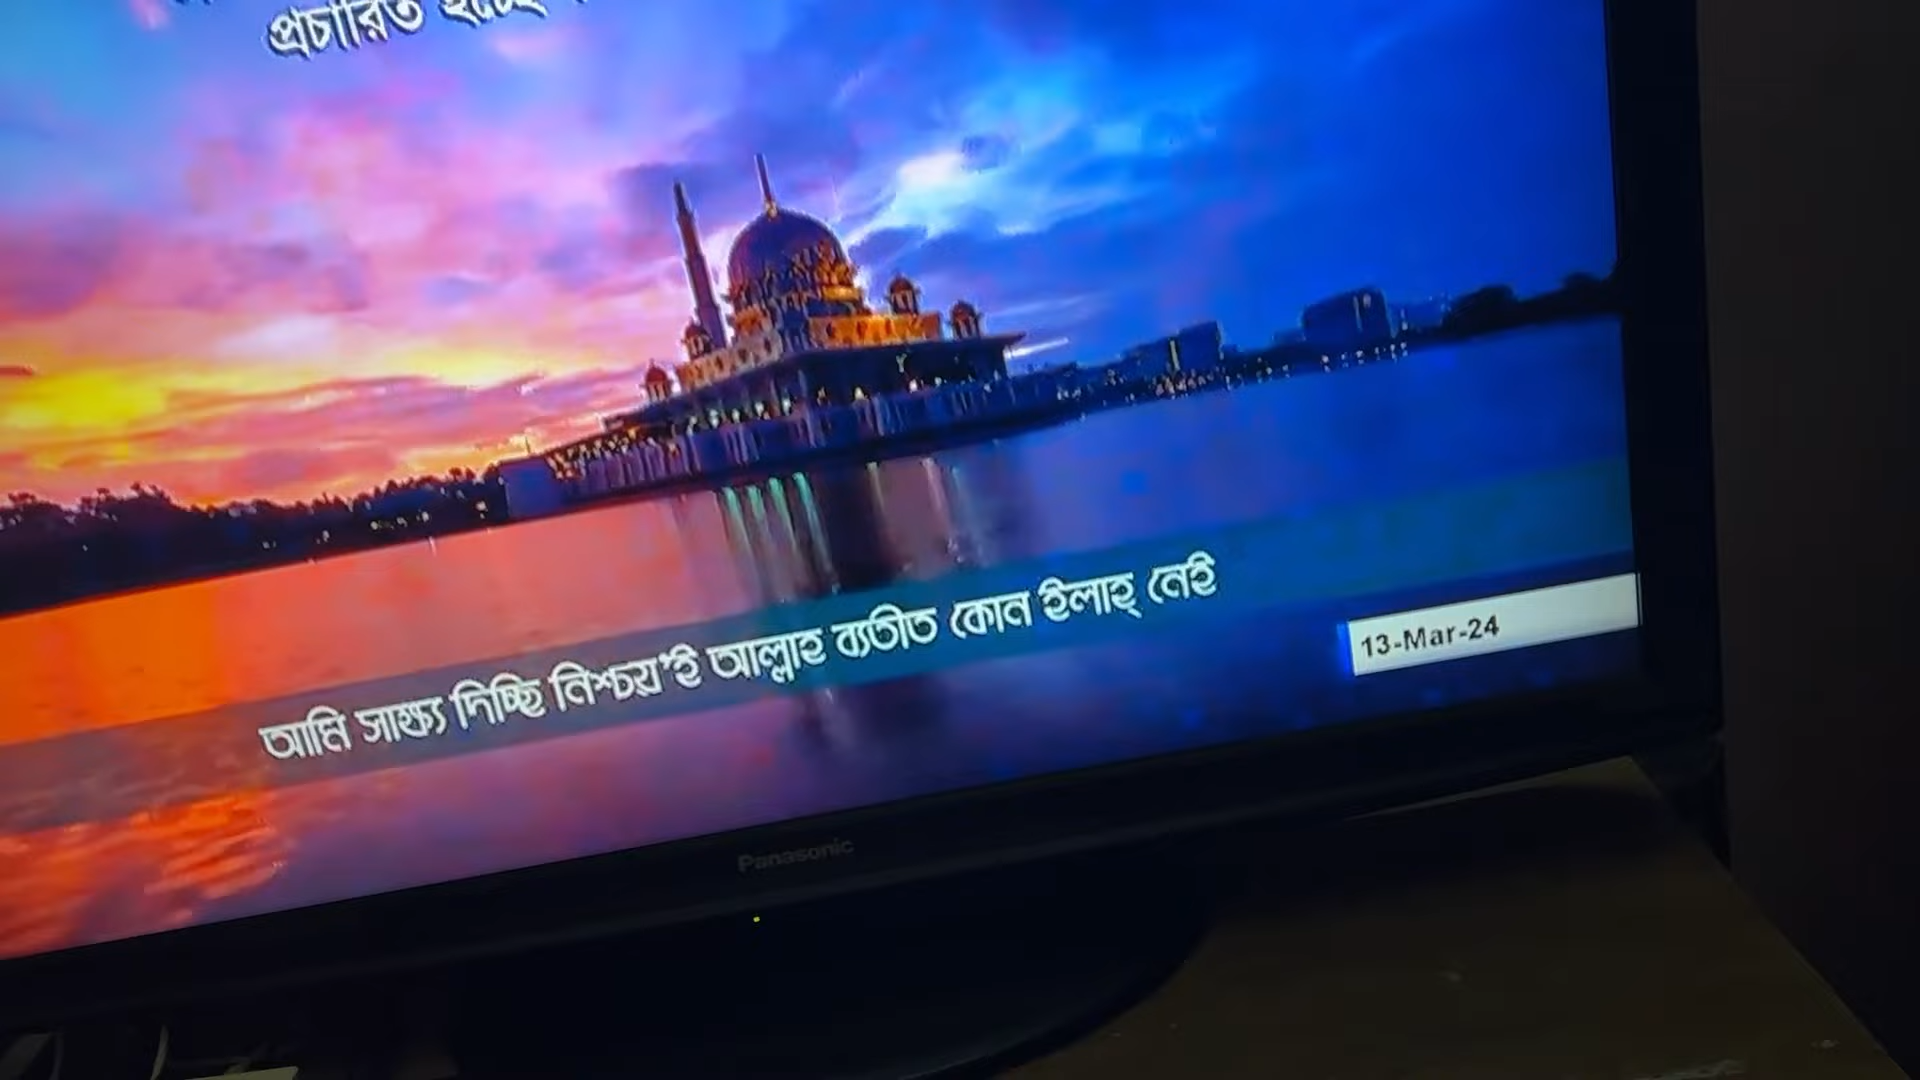 প্রচারিত হচ্ছে
আমি সাক্ষ্য দিচ্ছি নিশ্চয়'ই আল্লাহ ব্যতীত কোন ইলাহ্ নেই
13-Mar-24
Panasonic